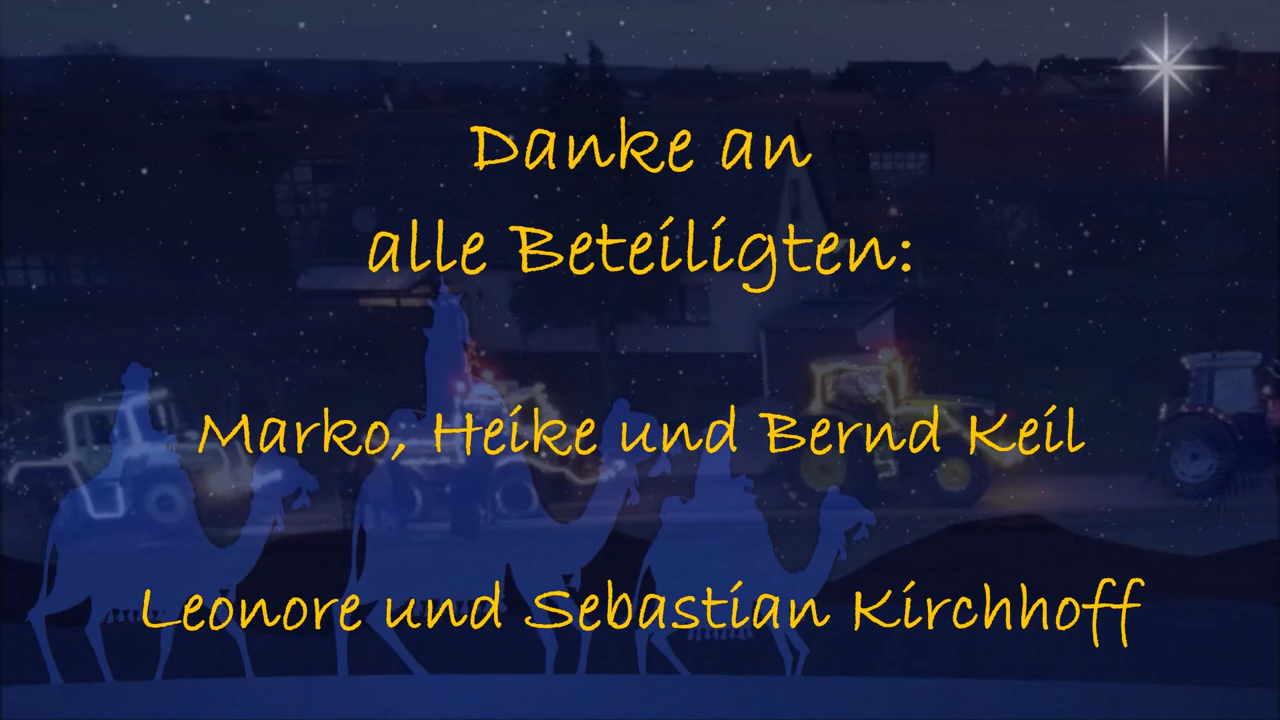 Danke an
alle Beteiligten:
Marko, Heike und Bernd Keil
Leonore und Sebastian Kirchhoff